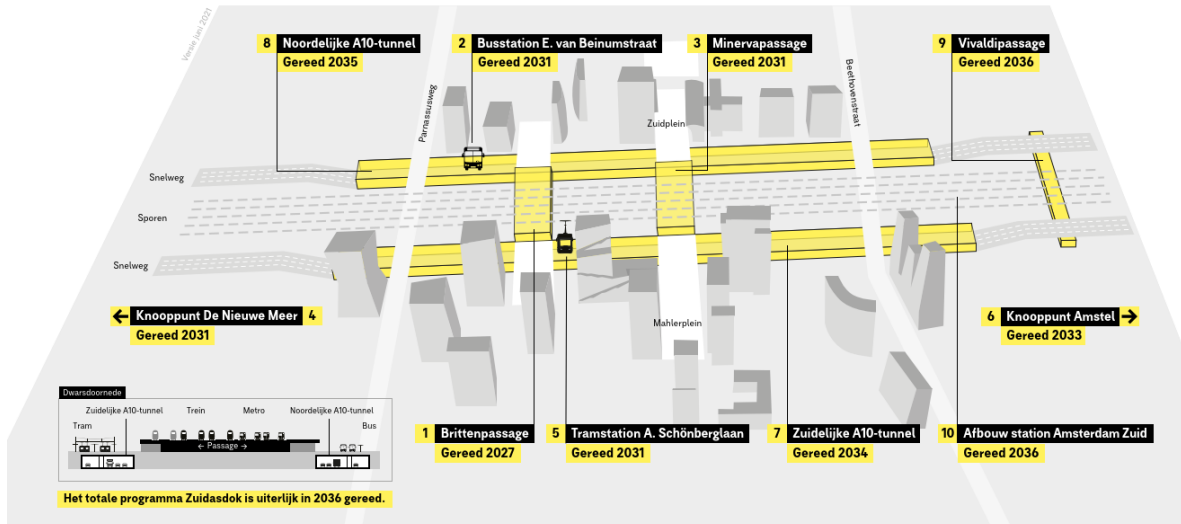 Versie juni 2021
8 Noordelijke A10-tunnel
Gereed 2035
2 Busstation E. van Beinumstraat
Gereed 2031
3 Minervapassage
Gereed 2031
9 Vivaldipassage
Gereed 2036
Parnassusweg
Beethovenstraat
Zuidplein
Snelweg
Sporen
Snelweg
Mahlerplein
Knooppunt De Nieuwe Meer 4
Gereed 2031
6 Knooppunt Amstel
Gereed 2033
Dwarsdoornede
Zuidelijke A10-tunnel
Trein
Metro
Noordelijke A10-tunnel
Tram
Bus
← Passage →
1 Brittenpassage
Gereed 2027
5 Tramstation A. Schönberglaan
Gereed 2031
7 Zuidelijke A10-tunnel
Gereed 2034
10 Afbouw station Amsterdam Zuid
Gereed 2036
Het totale programma Zuidasdok is uiterlijk in 2036 gereed.